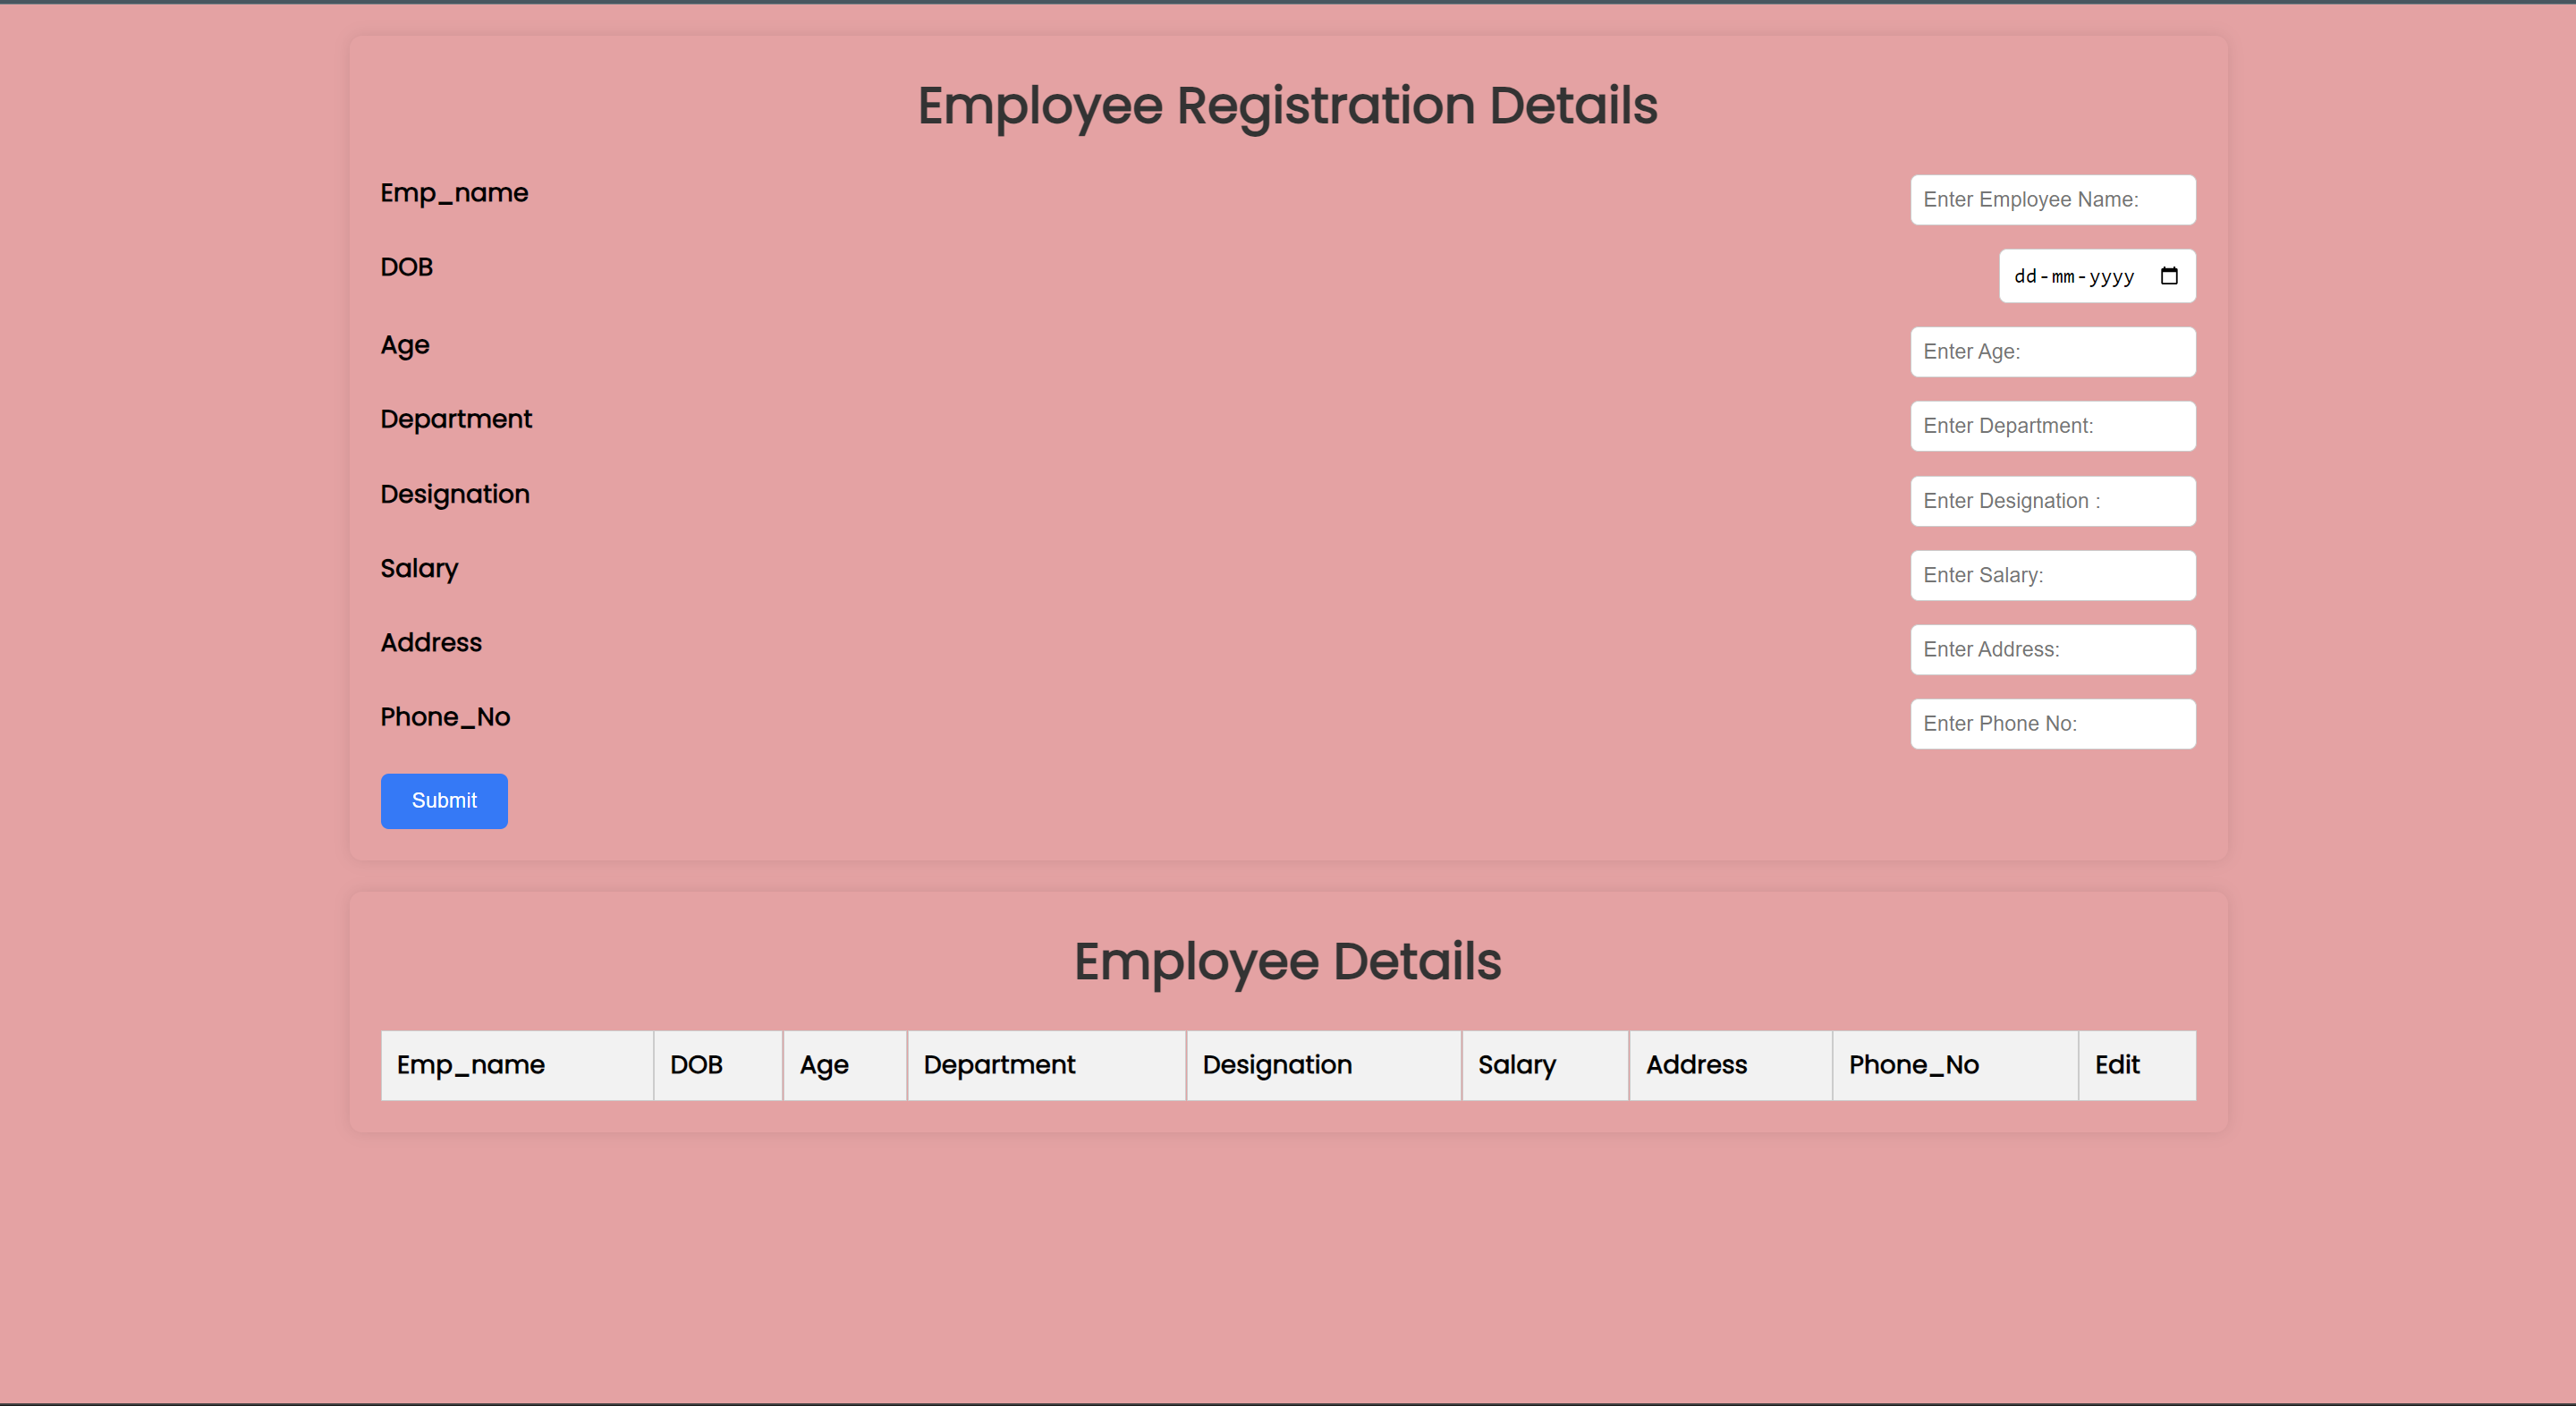 Employee Registration Details
Emp_name Enter Employee Name:
DOB dd-mm-yyyy
Age Enter Age:
Department Enter Department:
Designation Enter Designation :
Salary Enter Salary:
Address Enter Address:
Phone_No Enter Phone No:
Submit
Employee Details
Emp_name DOB Age Department Designation Salary Address Phone_No Edit